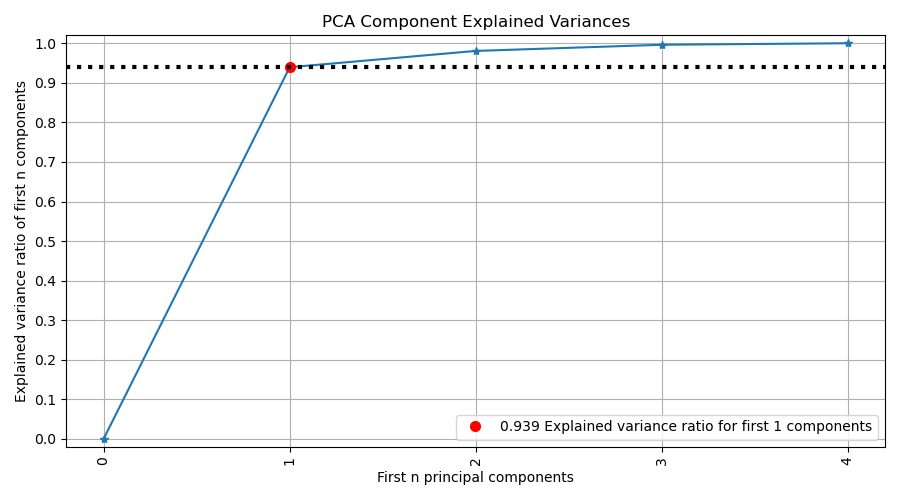 PCA Component Explained Variances
Explained variance ratio of first n components
1.0
0.9
0.8
0.7
0.6
0.5
0.4
0.3
0.2
0.1
0.0
0.939 Explained variance ratio for first 1 components
0 1 2 3 4
First n principal components